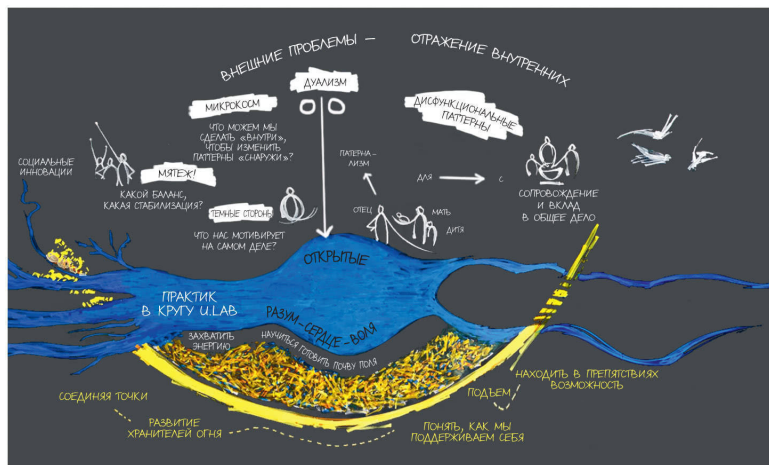 ВНЕШНИЕ ПРОБЛЕМЫ —
ОТРАЖЕНИЕ ВНУТРЕННИХ
ДУАЛИЗМ
МИКРОКОСМ
ЧТО МОЖЕМ МЫ
СДЕЛАТЬ «ВНУТРИ»,
ЧТОБЫ ИЗМЕНИТЬ
ПАТТЕРНЫ «СНАРУЖИ»?
ДИСФУНКЦИОНАЛЬНЫЕ
ПАТТЕРНЫ
СОЦИАЛЬНЫЕ
ИННОВАЦИИ
МЯТЕЖ!
КАКОЙ БАЛАНС,
КАКАЯ СТАБИЛИЗАЦИЯ?
ТЕМНЫЕ СТОРОНЫ
ЧТО НАС МОТИВИРУЕТ
НА САМОМ ДЕЛЕ?
ПАТЕРНА-
ЛИЗМ
ДЛЯ
С
СОПРОВОЖДЕНИЕ
И ВКЛАД
В ОБЩЕЕ ДЕЛО
ОТЕЦ
МАТЬ
ДИТЯ
ОТКРЫТЫЕ
РАЗУМ-СЕРДЦЕ-ВОЛЯ
ПРАКТИК
В КРУГУ U.LAB
ЗАХВАТИТЬ
ЭНЕРГИЮ
НАУЧИТЬСЯ ГОТОВИТЬ ПОЧВУ ПОЛЯ
НАХОДИТЬ В ПРЕПЯТСТВИЯХ
ВОЗМОЖНОСТЬ
ПОДЪЕМ
СОЕДИНЯЯ ТОЧКИ
РАЗВИТИЕ
ХРАНИТЕЛЕЙ ОГНЯ
ПОНЯТЬ, КАК МЫ
ПОДДЕРЖИВАЕМ СЕБЯ